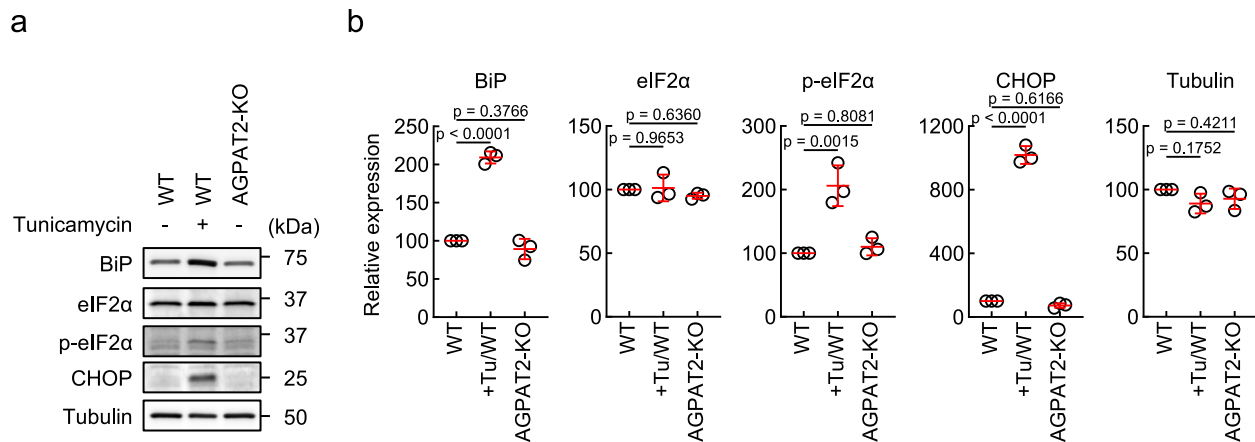 a
b
WT
WT
AGPAT2-KO
Tunicamycin - + - (kDa)
BiP 75
eIF2α 37
p-eIF2α 37
CHOP 25
Tubulin 50
Relative expression
BiP
p = 0.3766
p < 0.0001
250
200
150
100
50
0
WT
+Tu/WT
AGPAT2-KO
eIF2α
p = 0.6360
p = 0.9653
150
100
50
0
WT
+Tu/WT
AGPAT2-KO
p-eIF2α
p = 0.8081
p = 0.0015
300
200
100
0
WT
+Tu/WT
AGPAT2-KO
CHOP
p = 0.6166
p < 0.0001
1200
800
400
0
WT
+Tu/WT
AGPAT2-KO
Tubulin
p = 0.4211
p = 0.1752
150
100
50
0
WT
+Tu/WT
AGPAT2-KO